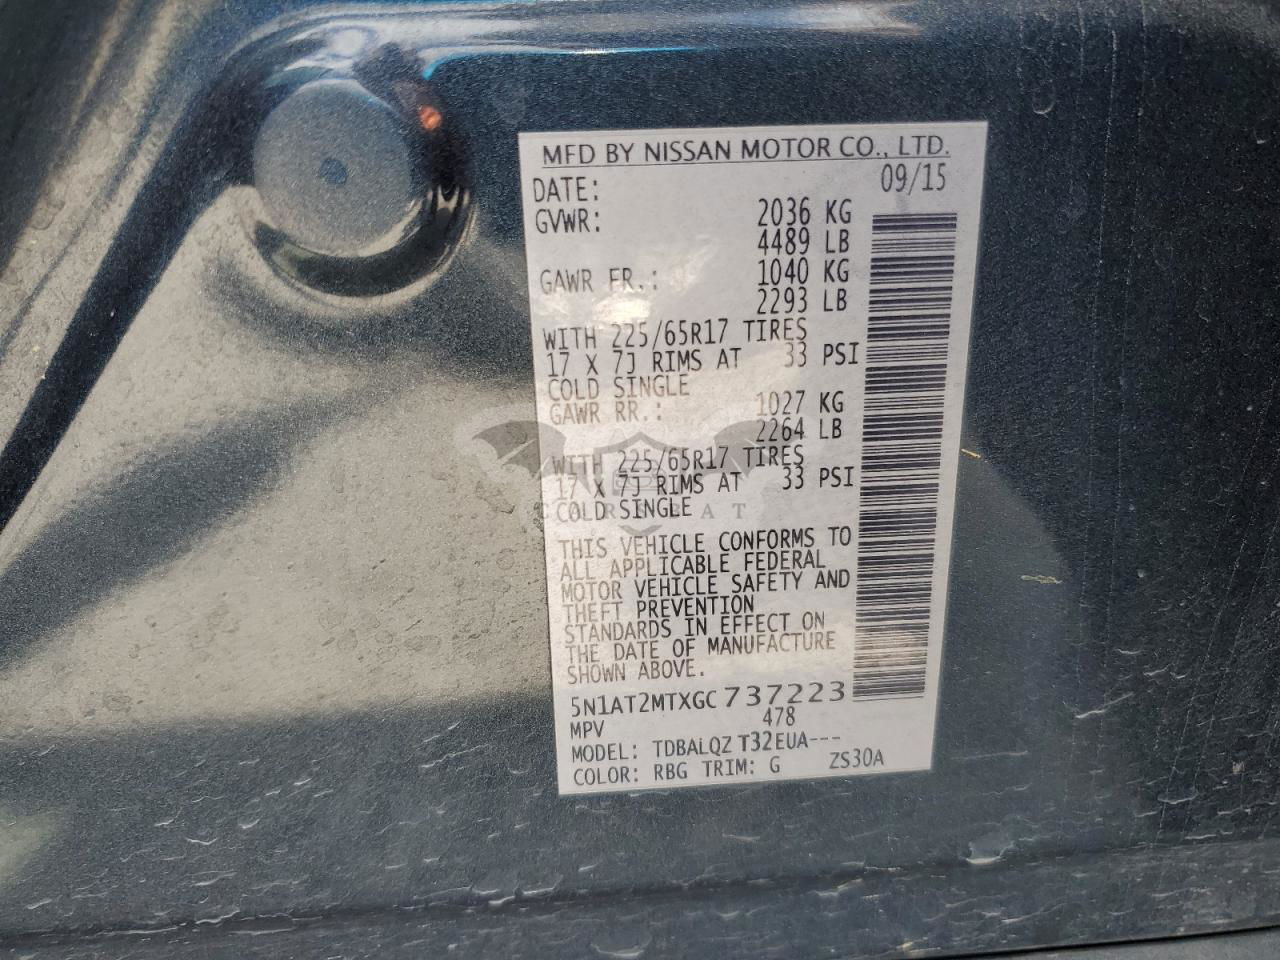 MFD BY NISSAN MOTOR CO., LTD.
DATE: 09/15
GVWR: 2036 KG
4489 LB
GAWR FR.: 1040 KG
2293 LB
WITH 225/65R17 TIRES
17 X 7J RIMS AT 33 PSI
COLD SINGLE
GAWR RR.: 1027 KG
2264 LB
WITH 225/65R17 TIRES
17 X 7J RIMS AT 33 PSI
COLD SINGLE
THIS VEHICLE CONFORMS TO
ALL APPLICABLE FEDERAL
MOTOR VEHICLE SAFETY AND
THEFT PREVENTION
STANDARDS IN EFFECT ON
THE DATE OF MANUFACTURE
SHOWN ABOVE.
5N1AT2MTXGC737223
MPV 478
MODEL: TDBALQZ T32EUA---
COLOR: RBG TRIM: G ZS30A